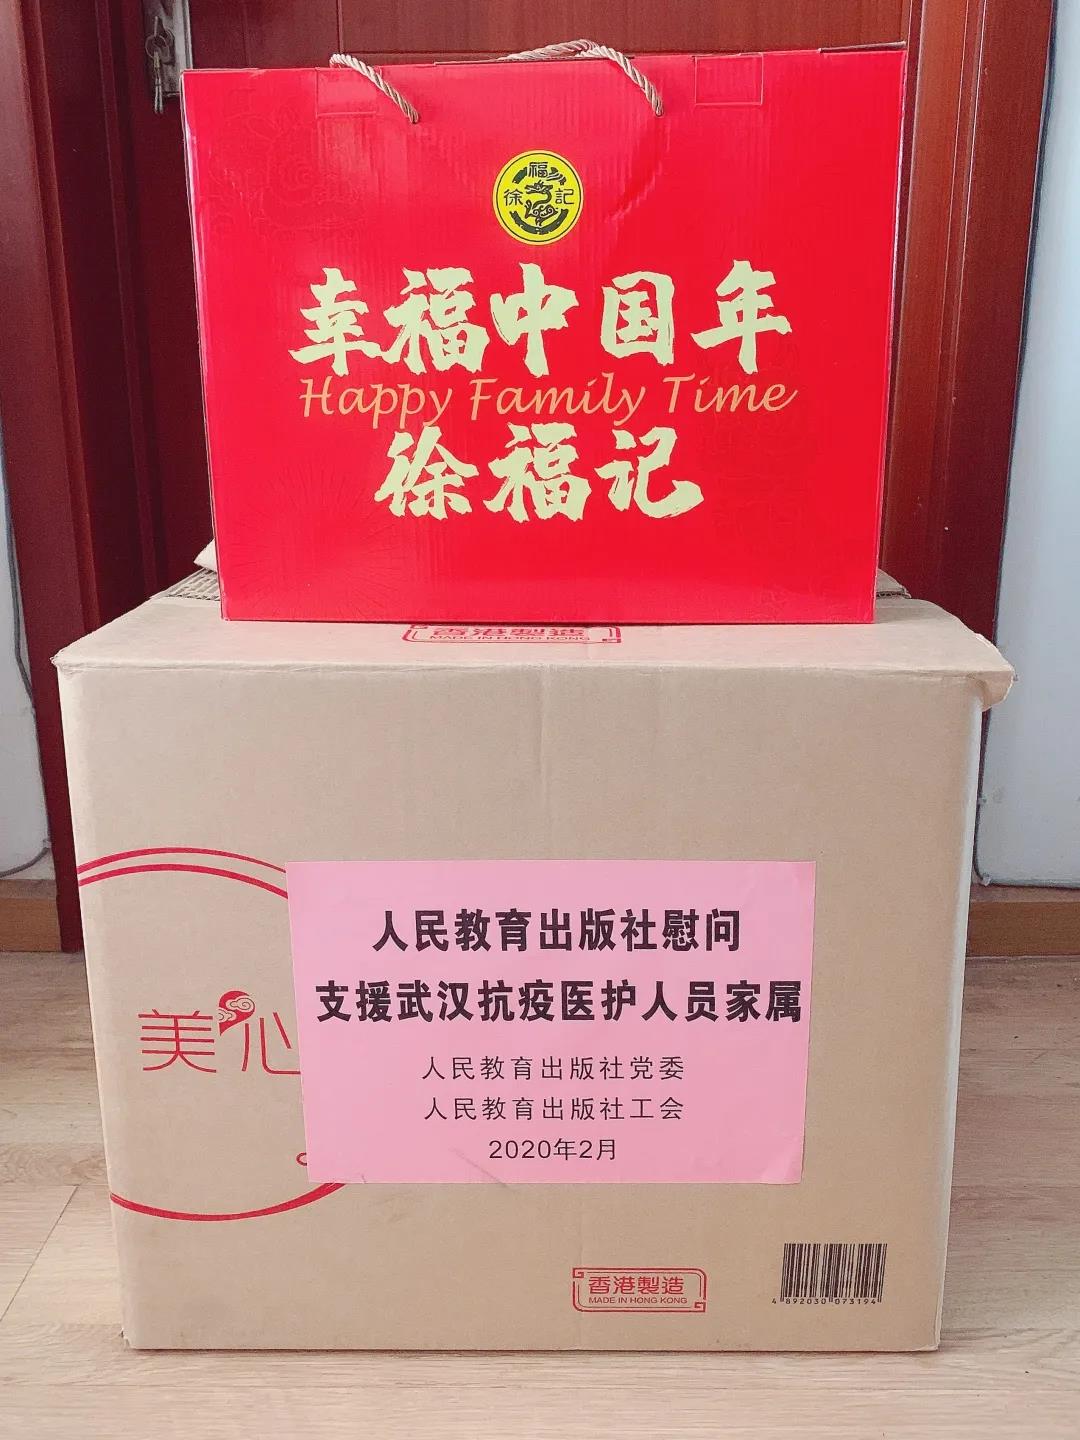 福
徐 記
幸福中国年
Happy Family Time
徐福记
香港製造
MADE IN HONG KONG
人民教育出版社慰问
支援武汉抗疫医护人员家属
人民教育出版社党委
人民教育出版社工会
2020年2月
美心
香港製造
MADE IN HONG KONG
4 892030 073194